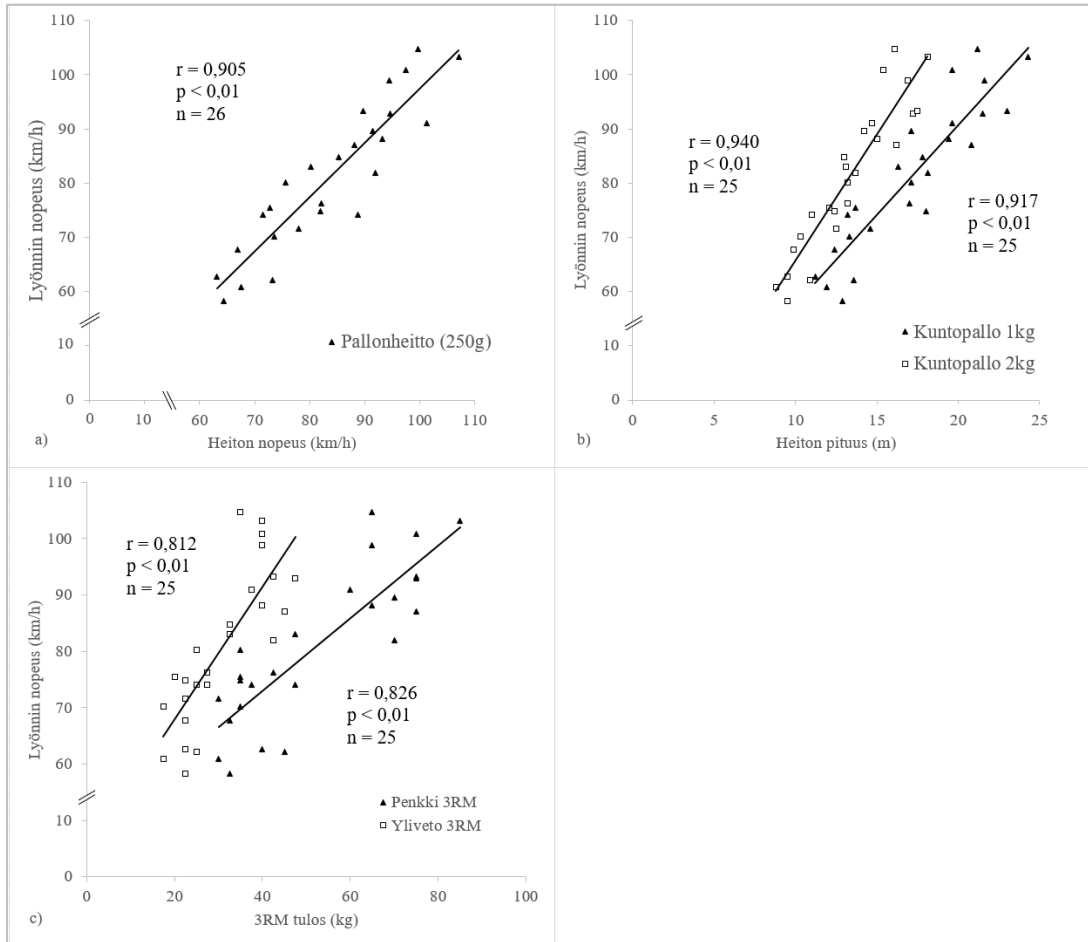 110
100
90
80
70
60
10
0
Lyönnin nopeus (km/h)
r = 0,905
p < 0,01
n = 26
Pallonheitto (250g)
0 10 60 70 80 90 100 110
a) Heiton nopeus (km/h)
110
100
90
80
70
60
10
0
Lyönnin nopeus (km/h)
r = 0,940
p < 0,01
n = 25
r = 0,917
p < 0,01
n = 25
Kuntopallo 1kg
Kuntopallo 2kg
0 5 10 15 20 25
b) Heiton pituus (m)
110
100
90
80
70
60
10
0
Lyönnin nopeus (km/h)
r = 0,812
p < 0,01
n = 25
r = 0,826
p < 0,01
n = 25
Penkki 3RM
Yliveto 3RM
0 20 40 60 80 100
c) 3RM tulos (kg)